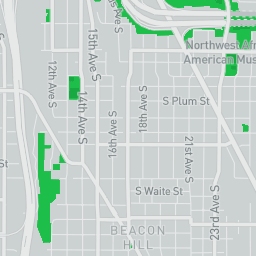 15th Ave S
Northwest Afr
American Mus
12th Ave S
14th Ave S
S Plum St
18th Ave S
16th Ave S
21st Ave S
S Waite St
23rd Ave S
BEACON
HILL